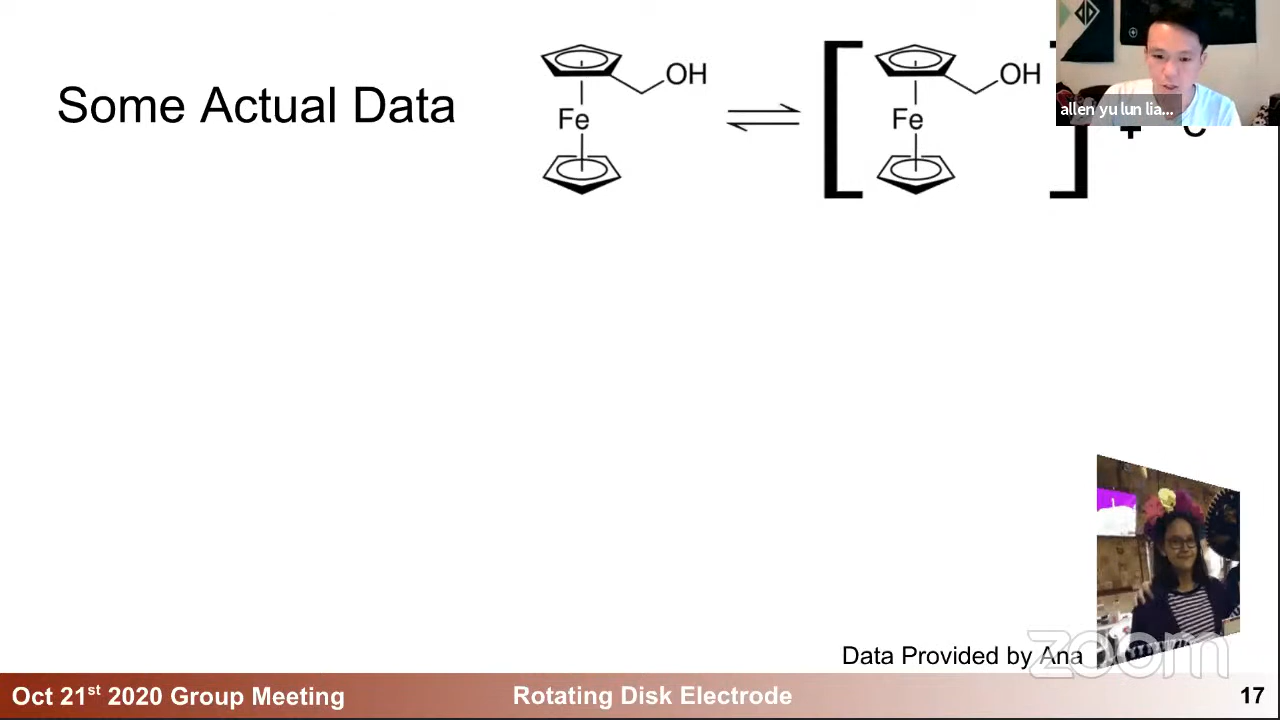 Some Actual Data
OH
Fe
OH
Fe
+
allen yu lun lia...
Data Provided by Ana
zoom
Oct 21st 2020 Group Meeting
Rotating Disk Electrode
17